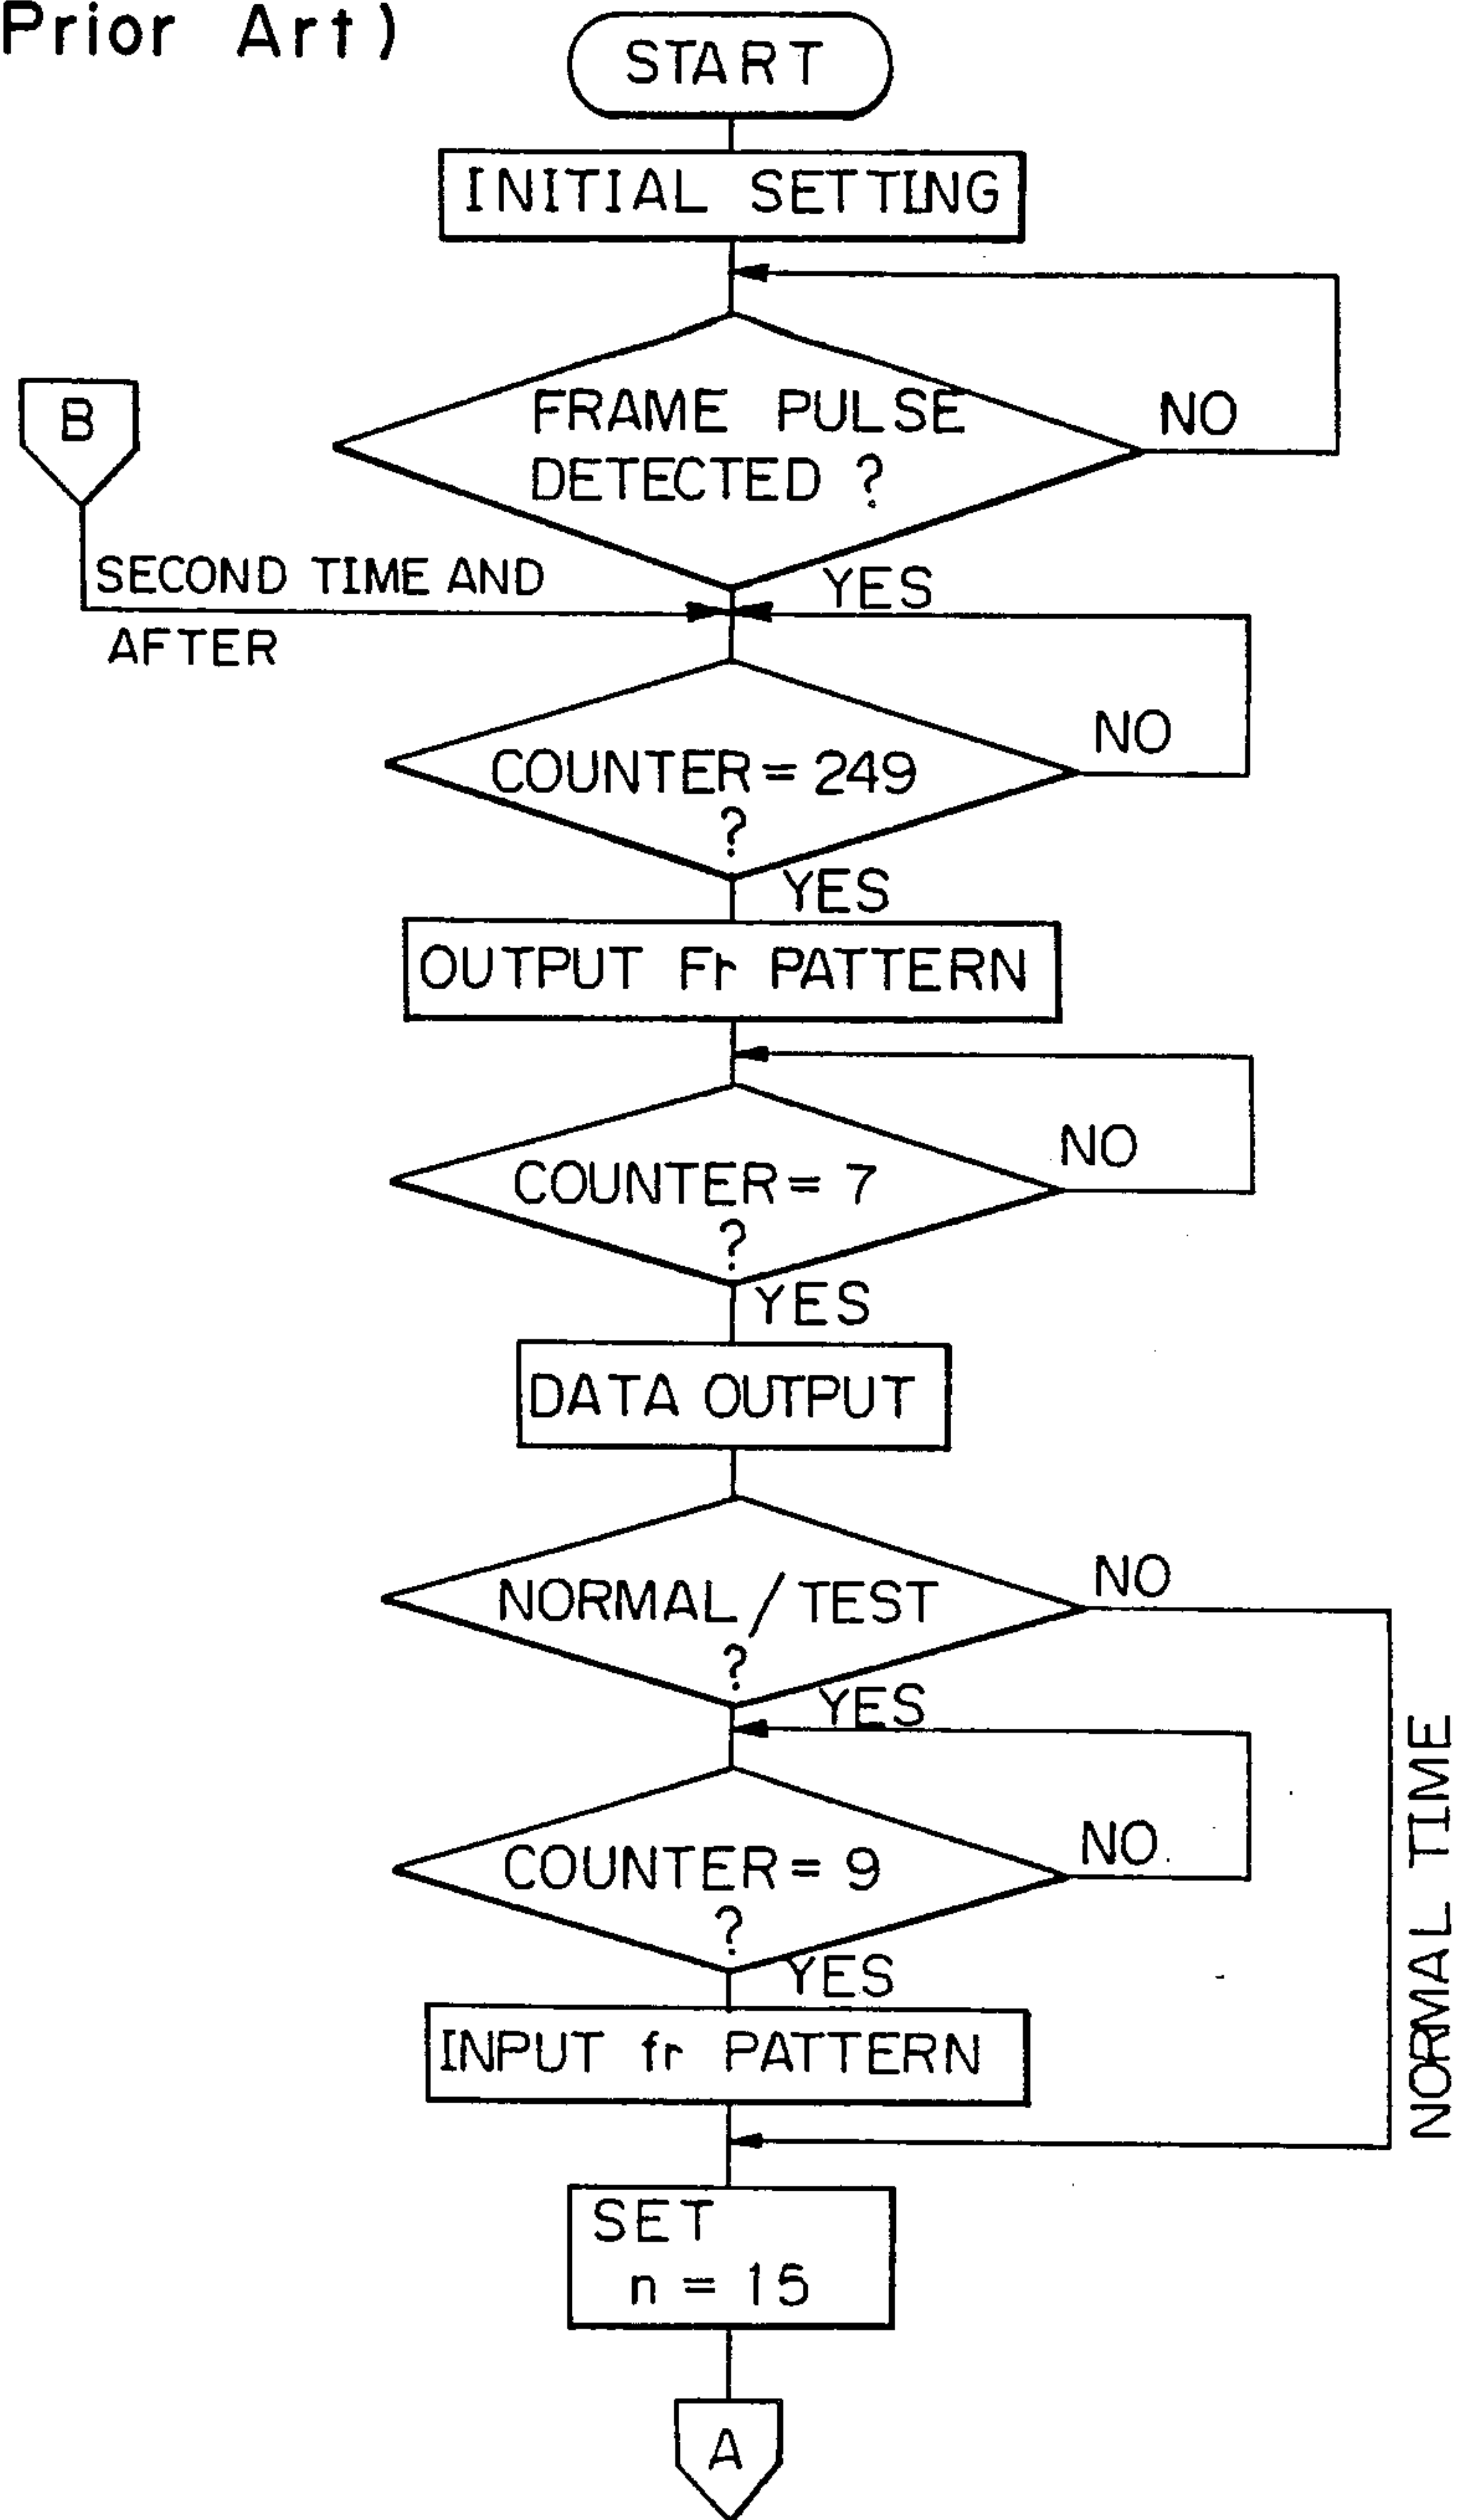 Prior Art)
START
INITIAL SETTING
FRAME PULSE
DETECTED ?
NO
B
SECOND TIME AND
AFTER
YES
COUNTER = 249
?
NO
YES
OUTPUT Fr PATTERN
COUNTER = 7
?
NO
YES
DATA OUTPUT
NORMAL / TEST
?
NO
YES
NORMAL TIME
COUNTER = 9
?
NO
YES
INPUT fr PATTERN
SET
n = 15
A